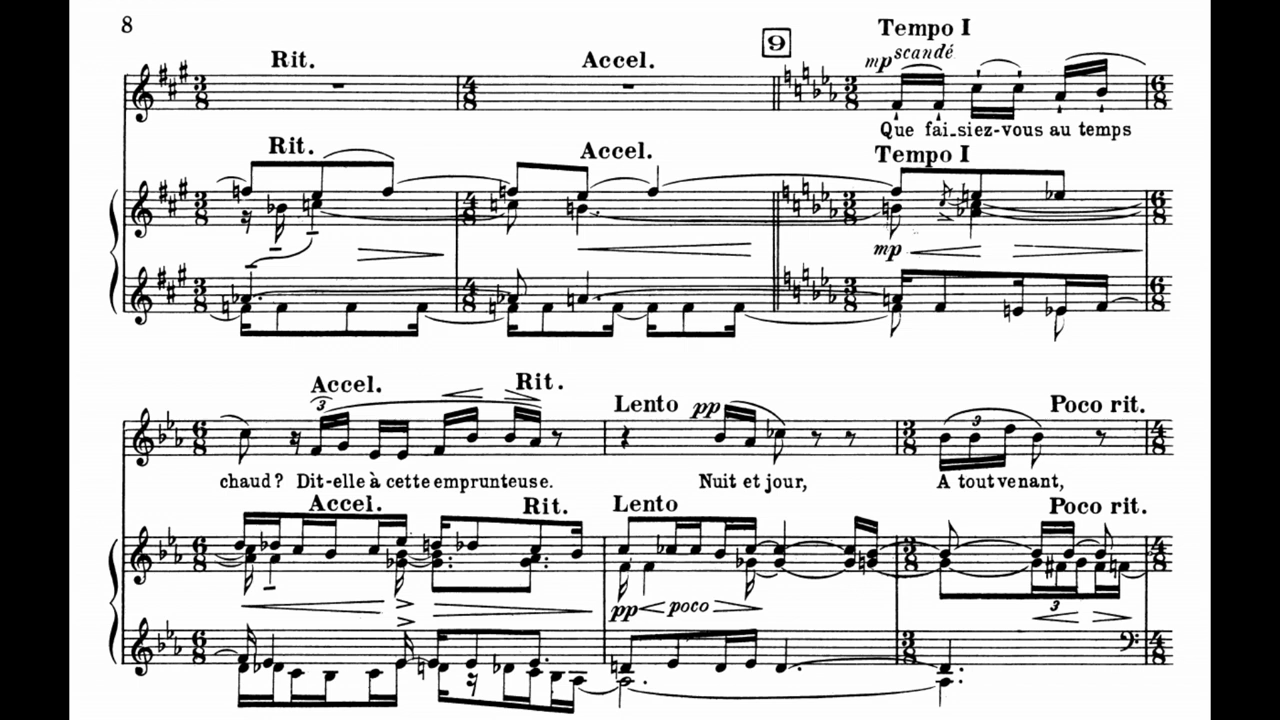 8
Rit. Accel. 9 Tempo I
mp scandé
Que fai-siez-vous au temps
Rit. Accel. Tempo I
mp
Accel. Rit. Lento pp Poco rit.
chaud? Dit-elle à cette emprunteuse. Nuit et jour, A tout venant,
Accel. Rit. Lento Poco rit.
pp poco